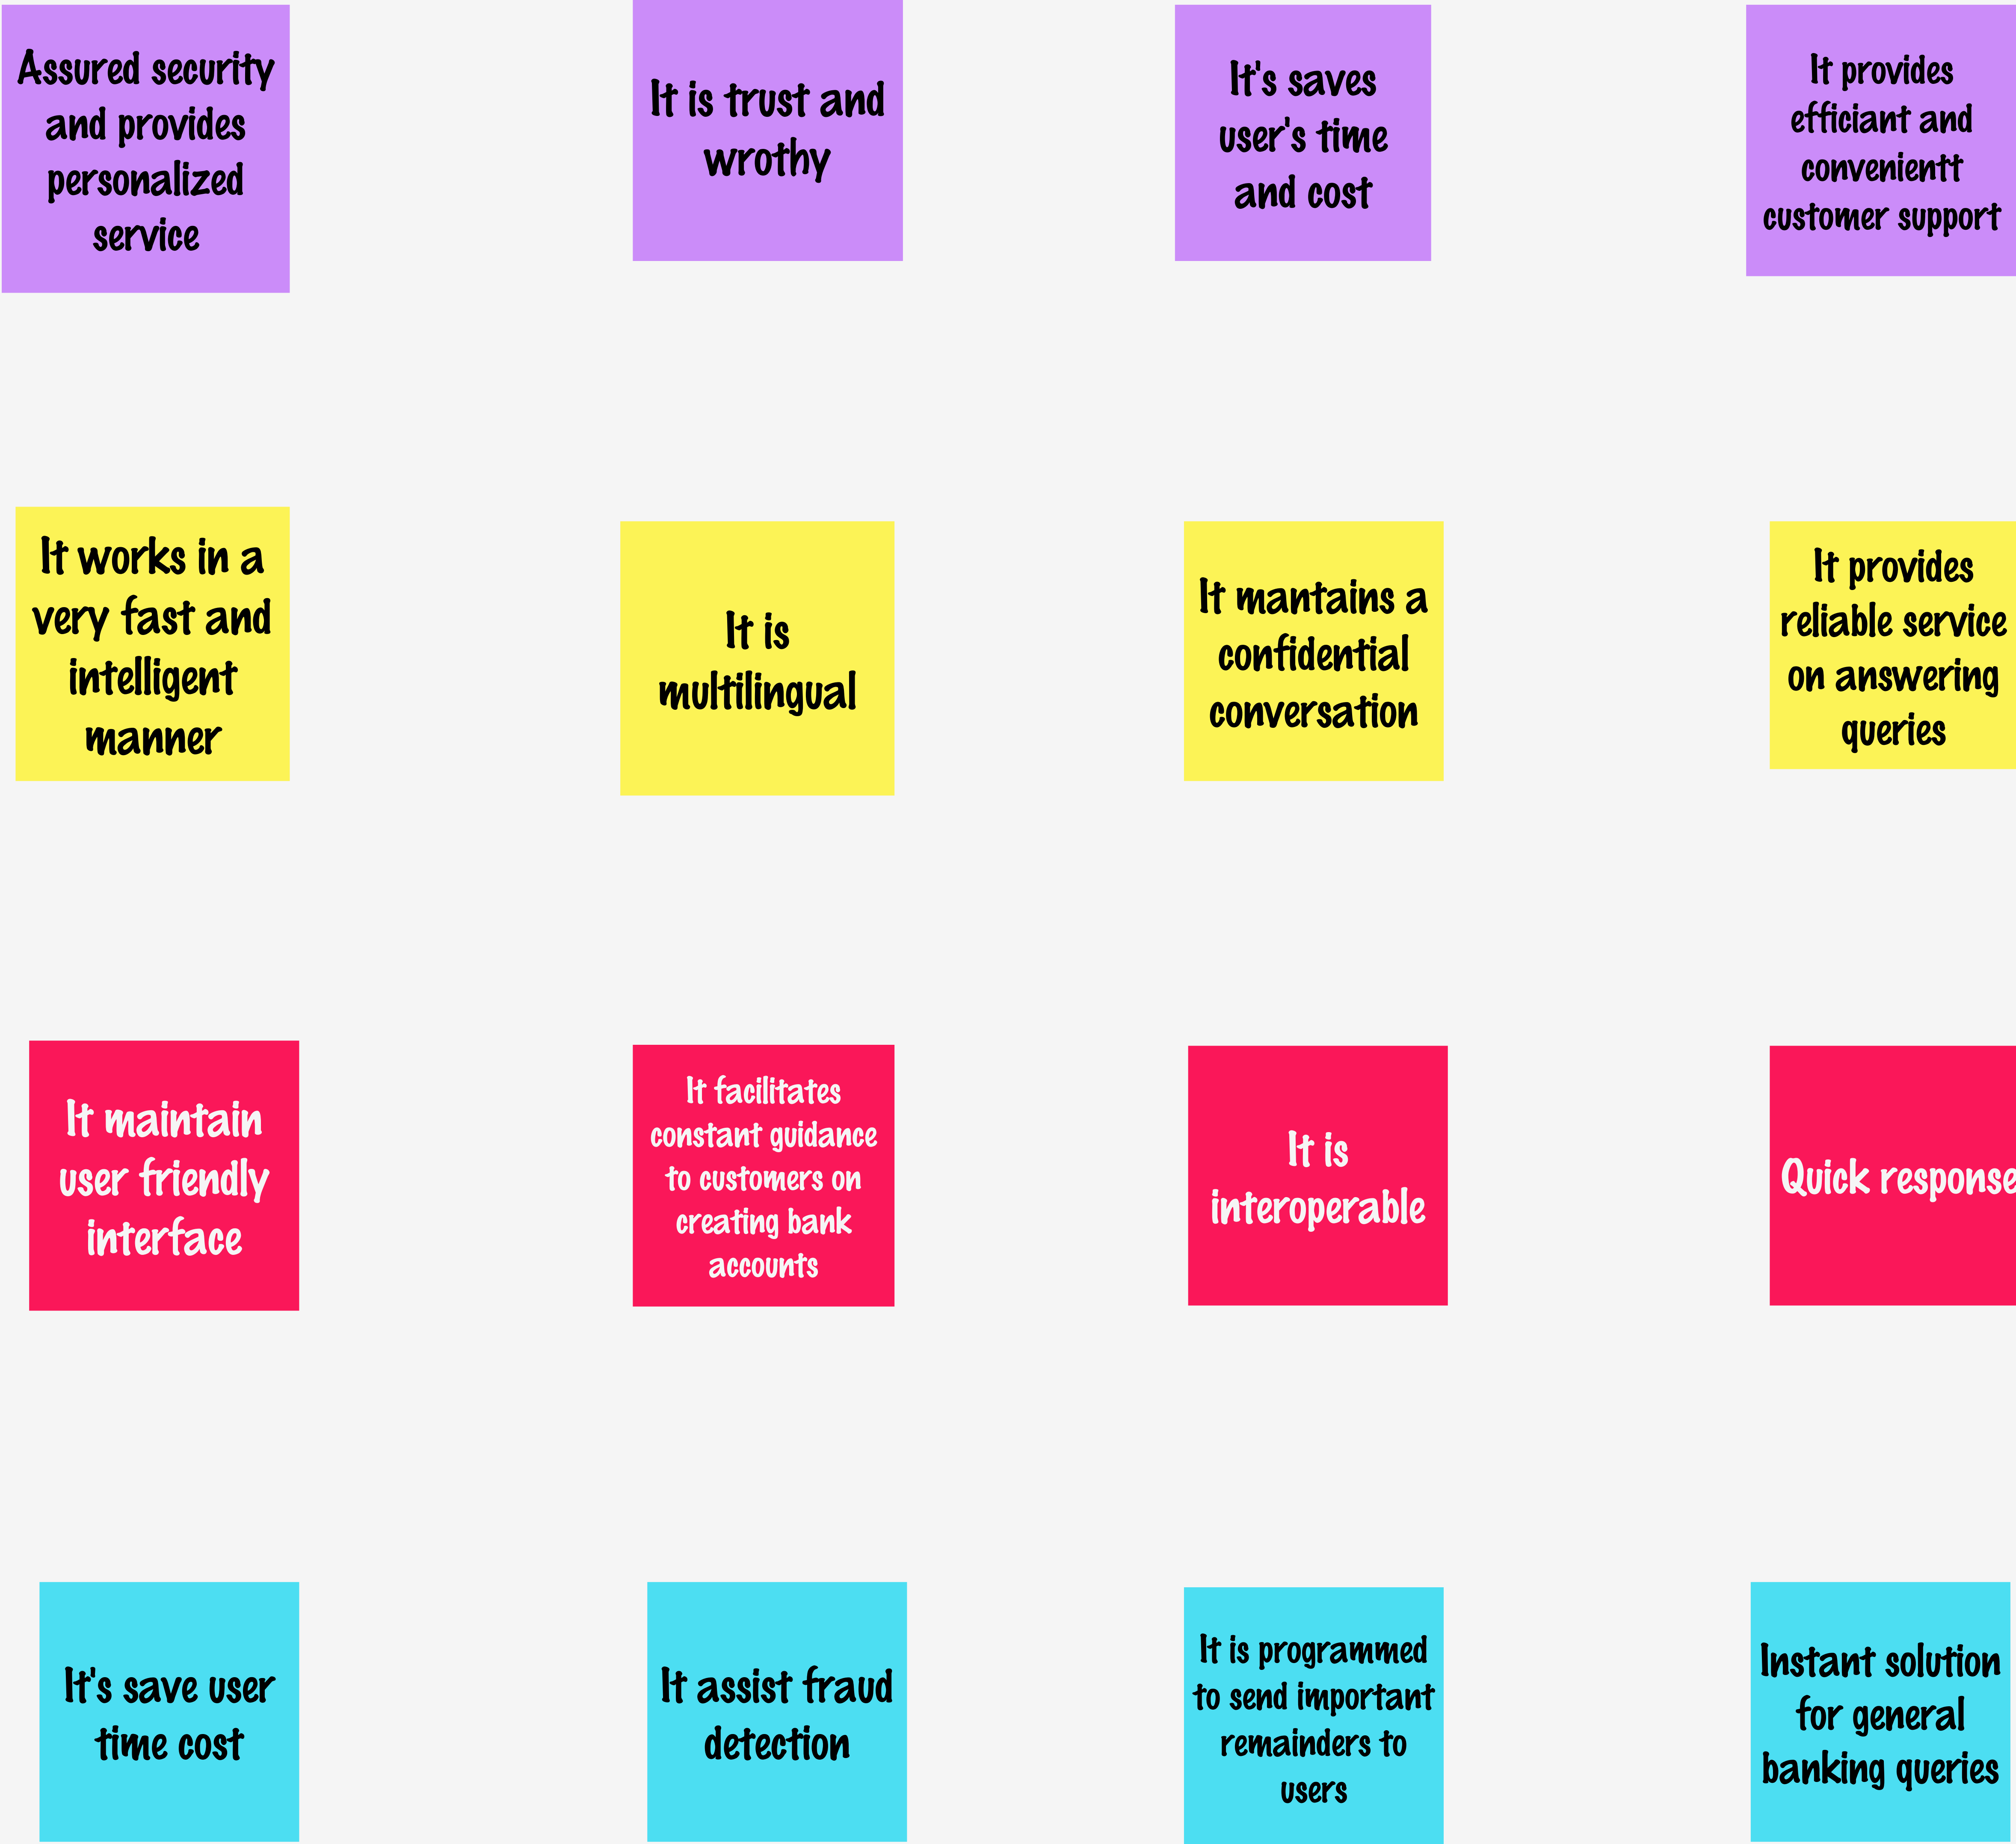 Assured security
and provides
personalized
service
It is trust and
wrothy
It's saves
user's time
and cost
It provides
efficiant and
convenientt
customer support
It works in a
very fast and
intelligent
manner
It is
multilingual
It mantains a
confidential
conversation
It provides
reliable service
on answering
queries
It maintain
user friendly
interface
It facilitates
constant guidance
to customers on
creating bank
accounts
It is
interoperable
Quick response
It's save user
time cost
It assist fraud
detection
It is programmed
to send important
remainders to
users
Instant solution
for general
banking queries